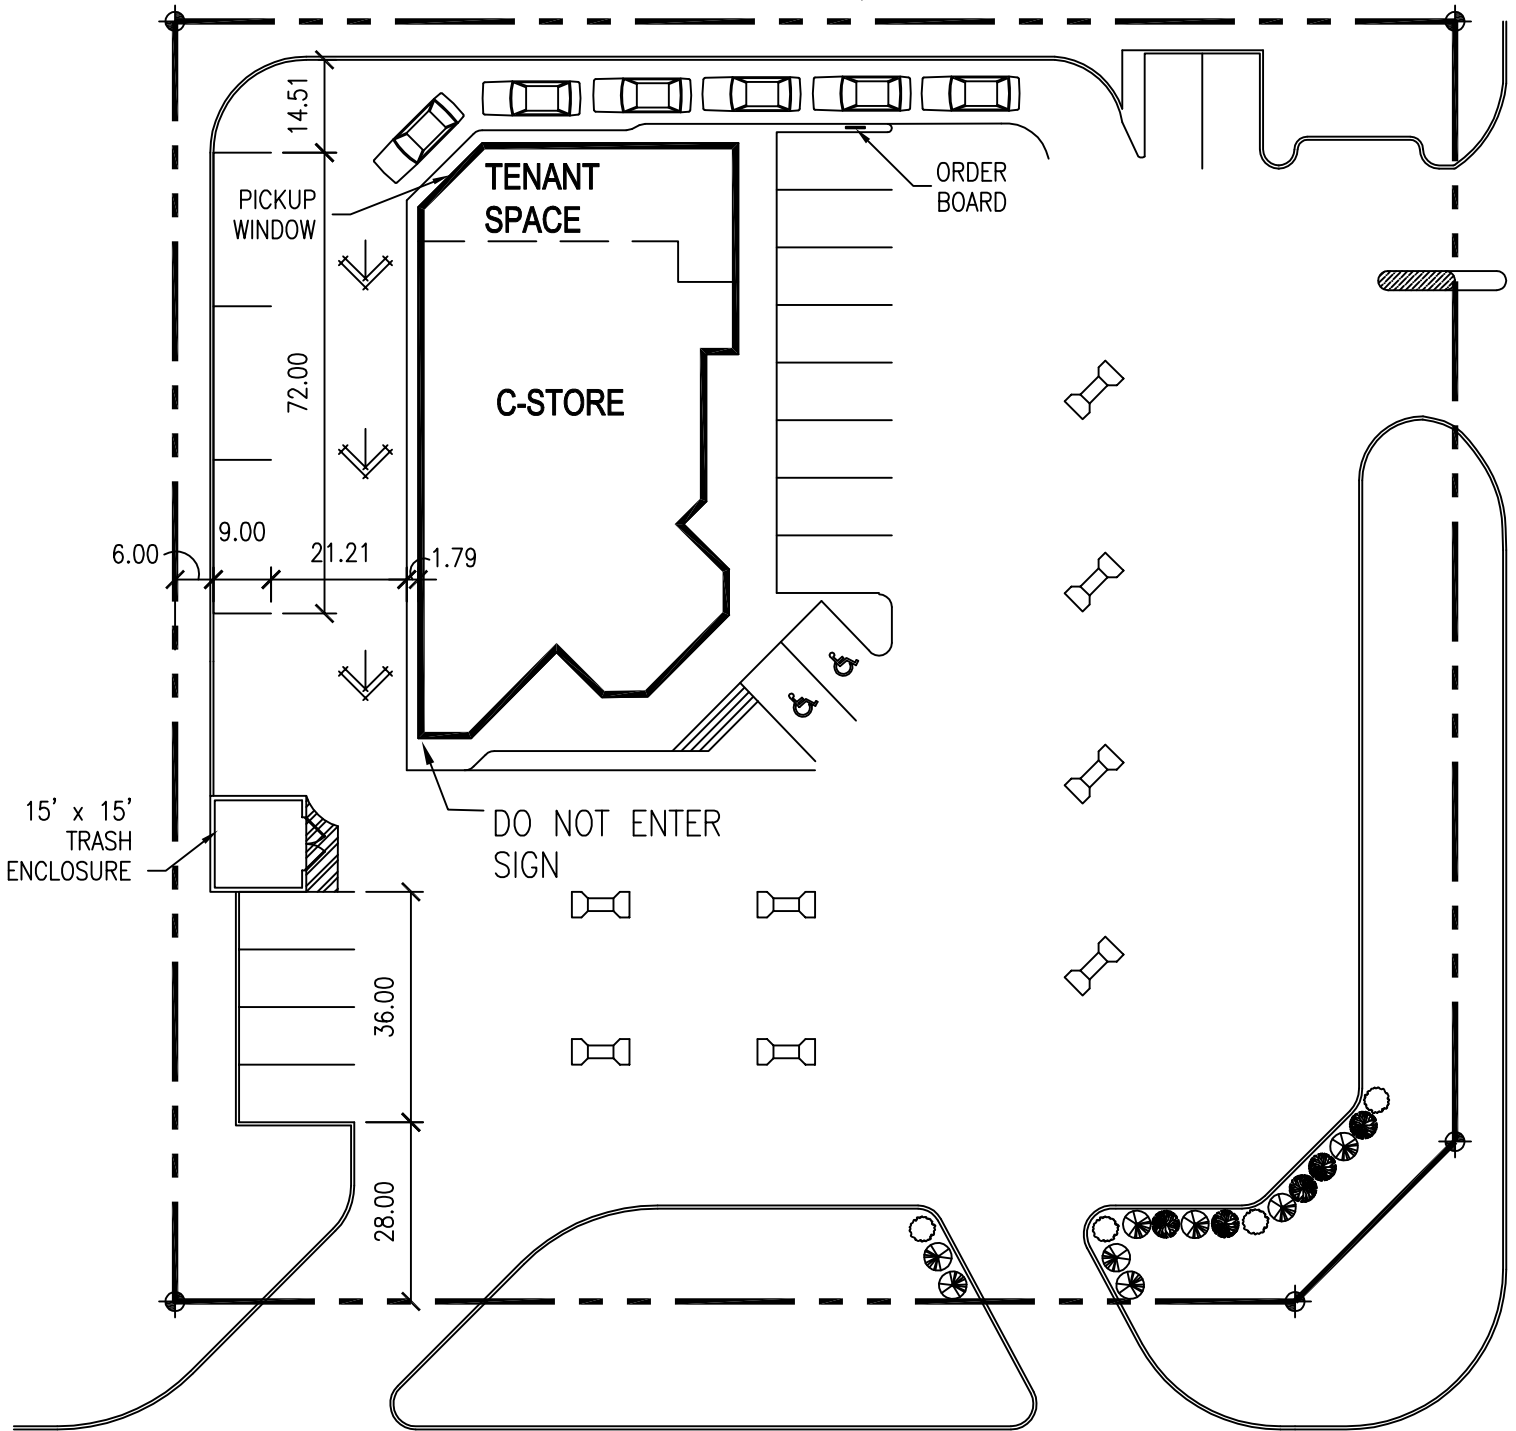 14.51
TENANT
SPACE
ORDER
BOARD
PICKUP
WINDOW
72.00
C-STORE
6.00
9.00
21.21
1.79
15' x 15'
TRASH
ENCLOSURE
DO NOT ENTER
SIGN
36.00
28.00